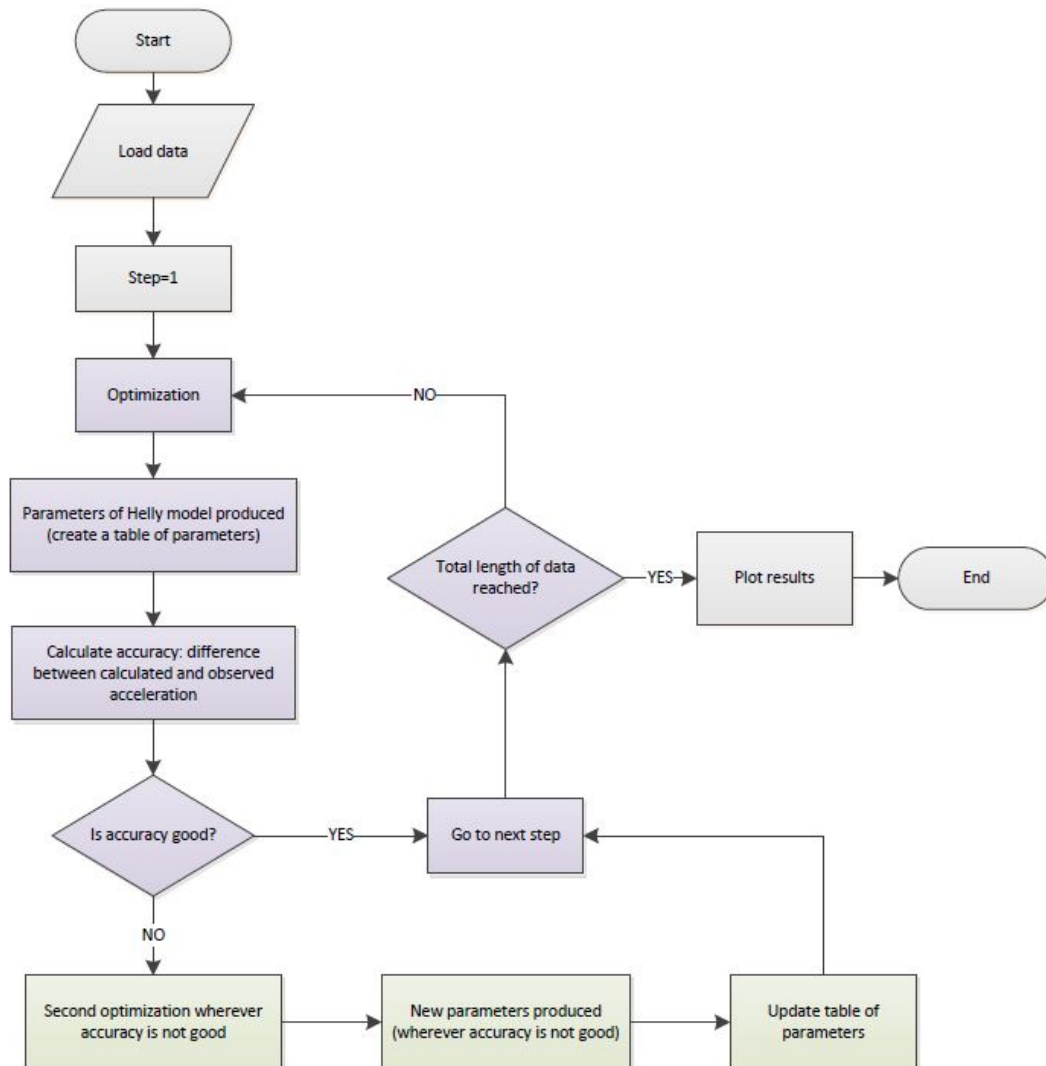 Start
Load data
Step=1
Optimization
NO
Parameters of Helly model produced
(create a table of parameters)
Total length of data
reached?
YES
Plot results
End
Calculate accuracy: difference
between calculated and observed
acceleration
Is accuracy good?
YES
Go to next step
NO
Second optimization wherever
accuracy is not good
New parameters produced
(wherever accuracy is not good)
Update table of
parameters